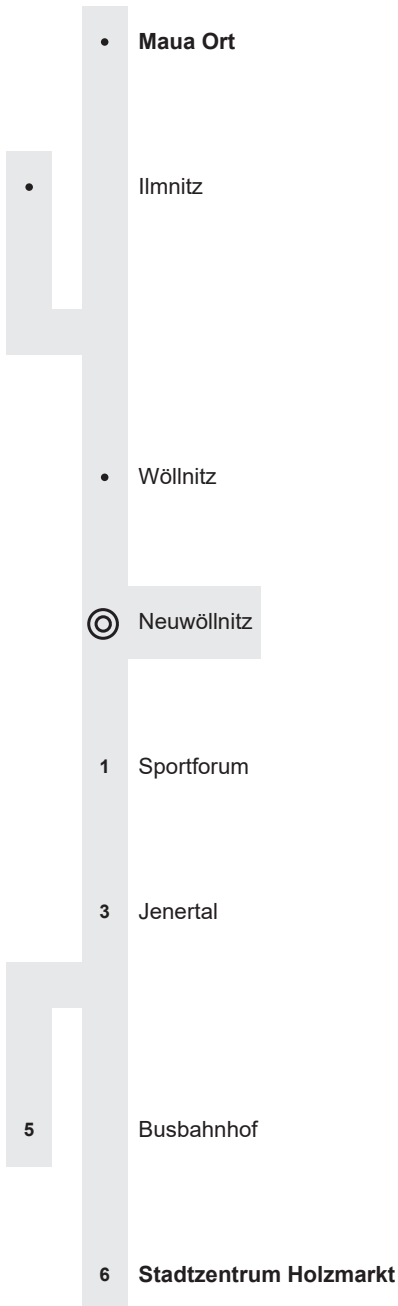 • Maua Ort
• Ilmnitz
• Wöllnitz
Neuwöllnitz
1 Sportforum
3 Jenertal
5 Busbahnhof
6 Stadtzentrum Holzmarkt